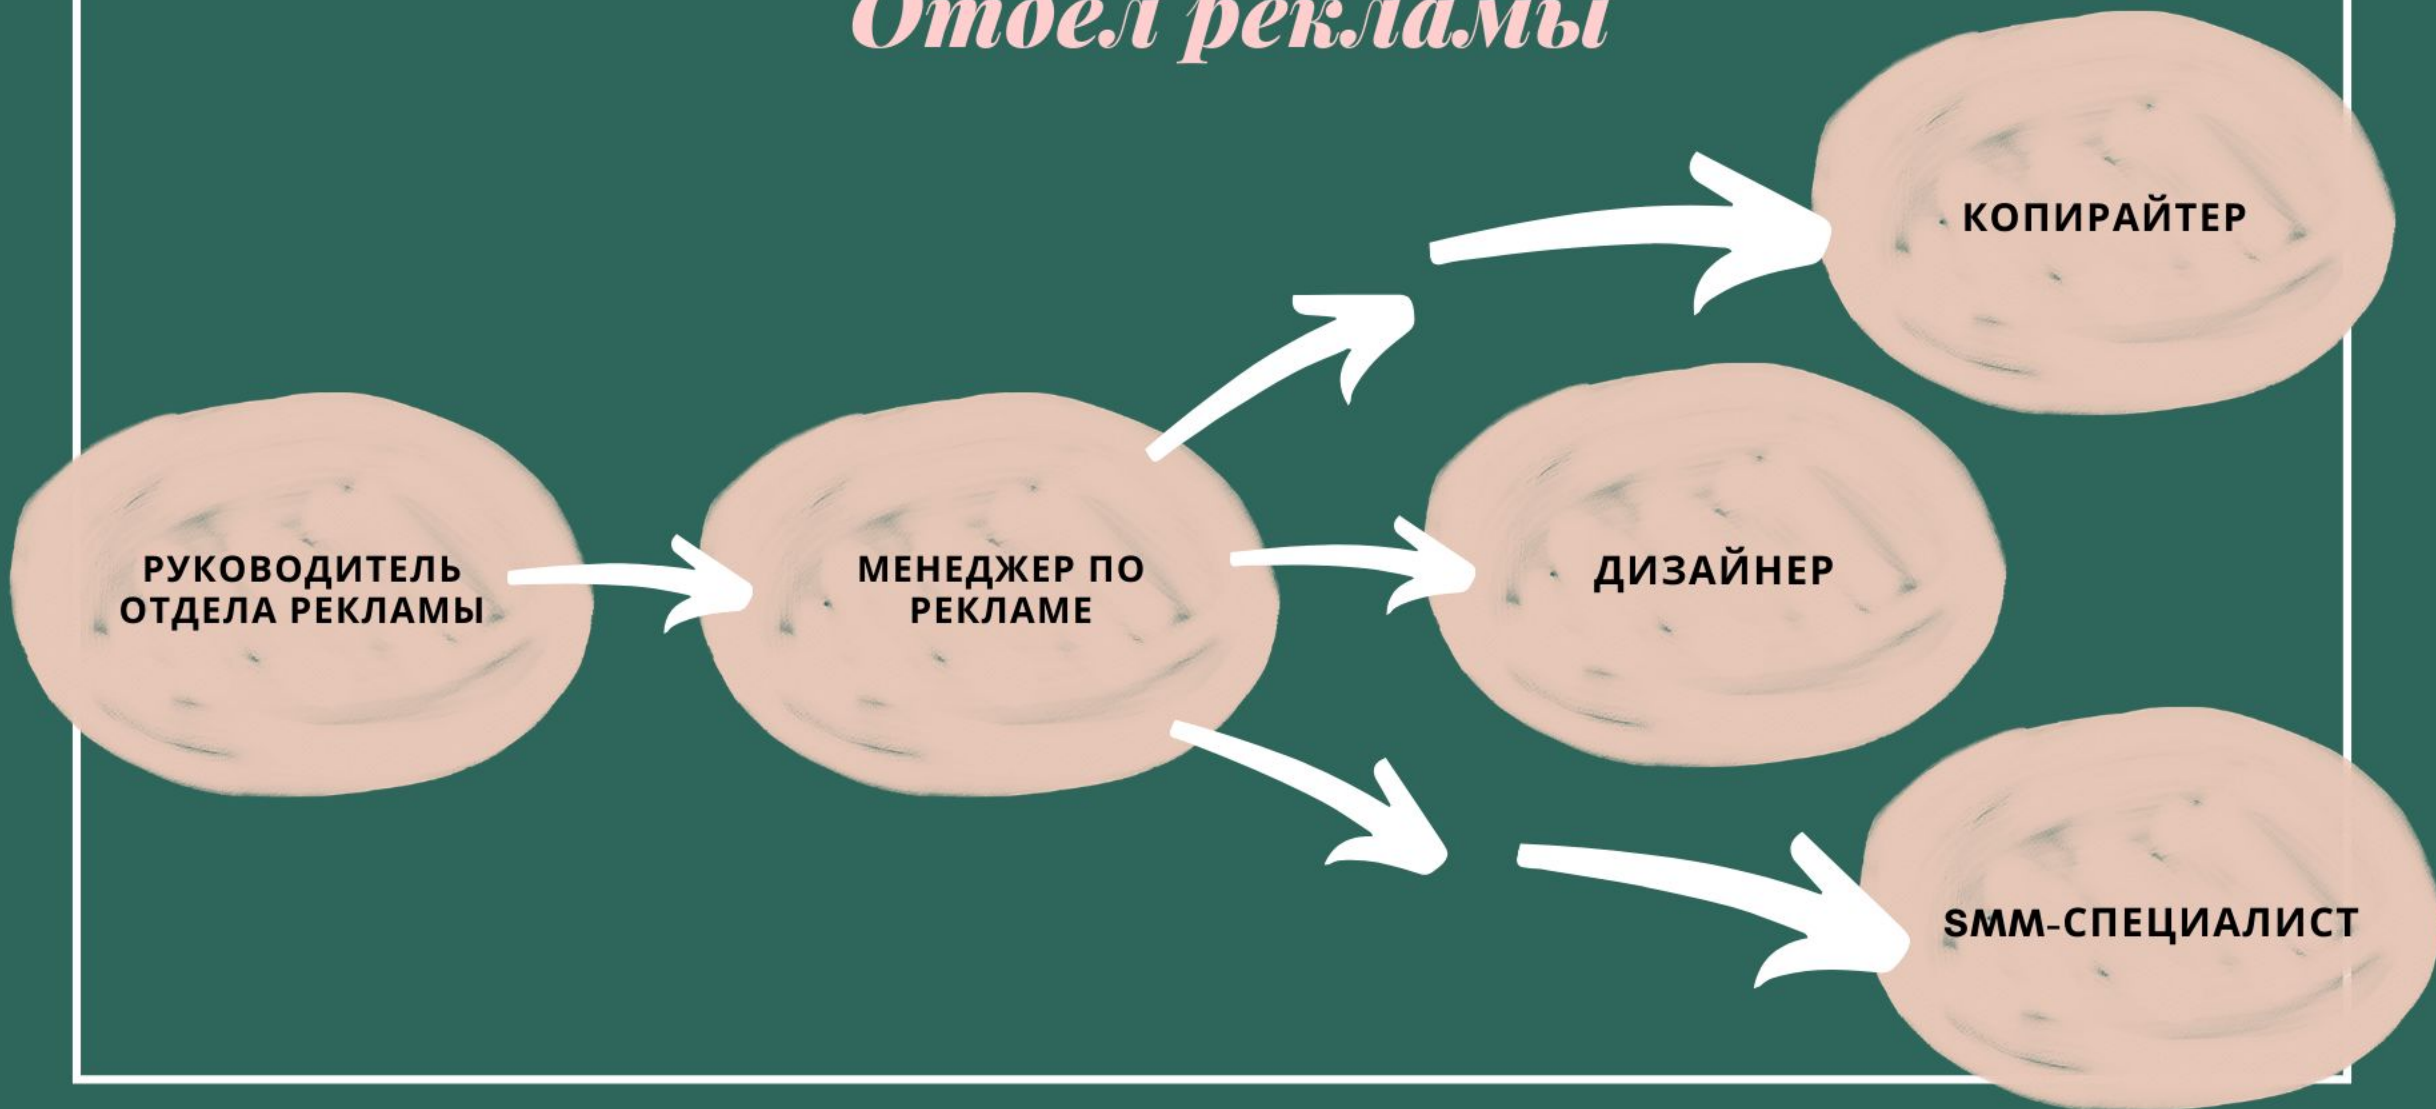 Отдел рекламы
КОПИРАЙТЕР
РУКОВОДИТЕЛЬ
ОТДЕЛА РЕКЛАМЫ
МЕНЕДЖЕР ПО
РЕКЛАМЕ
ДИЗАЙНЕР
SMM-СПЕЦИАЛИСТ